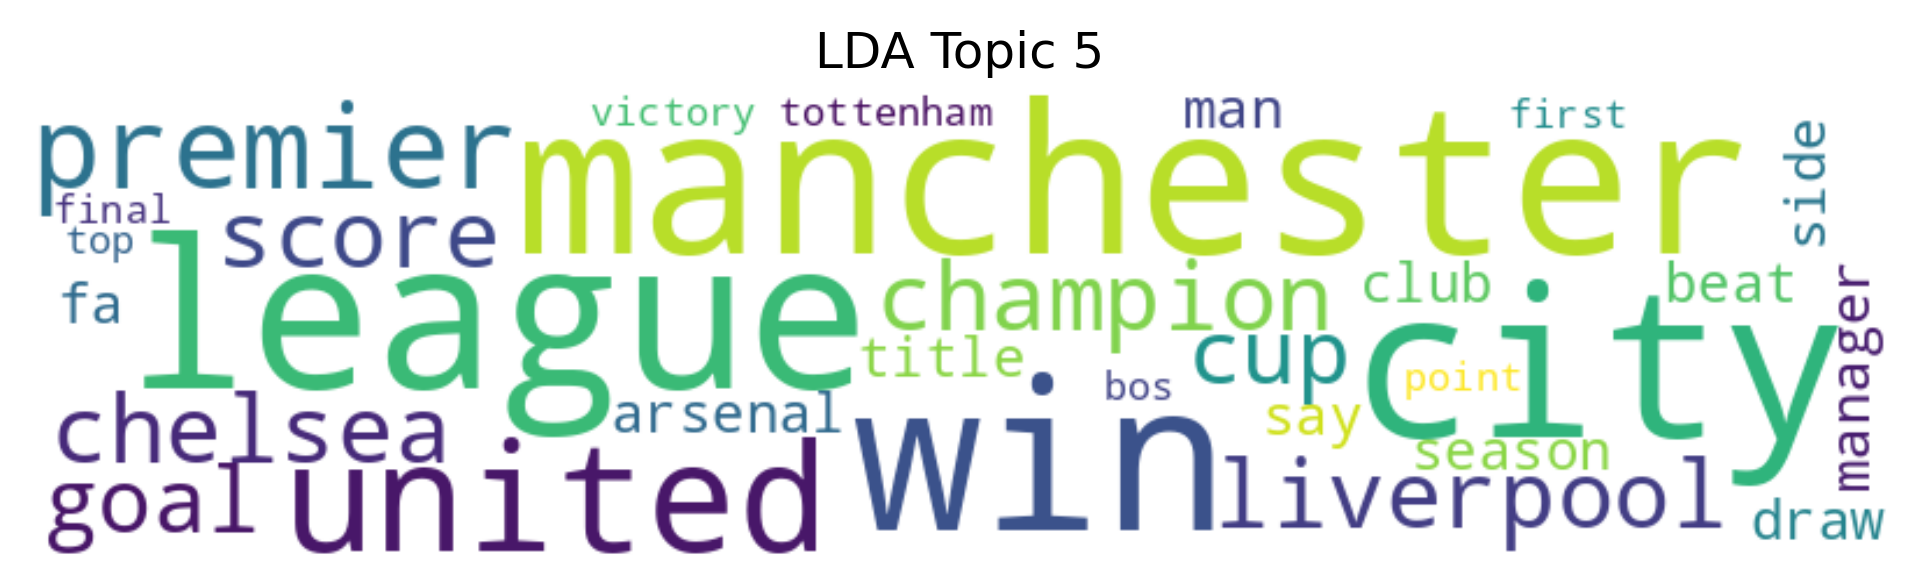 LDA Topic 5
victory tottenham man first
premier manchester side
final
top score
fa league champion club city beat
manager
title cup point
chelsea arsenal win bos say
season
goal united liverpool draw